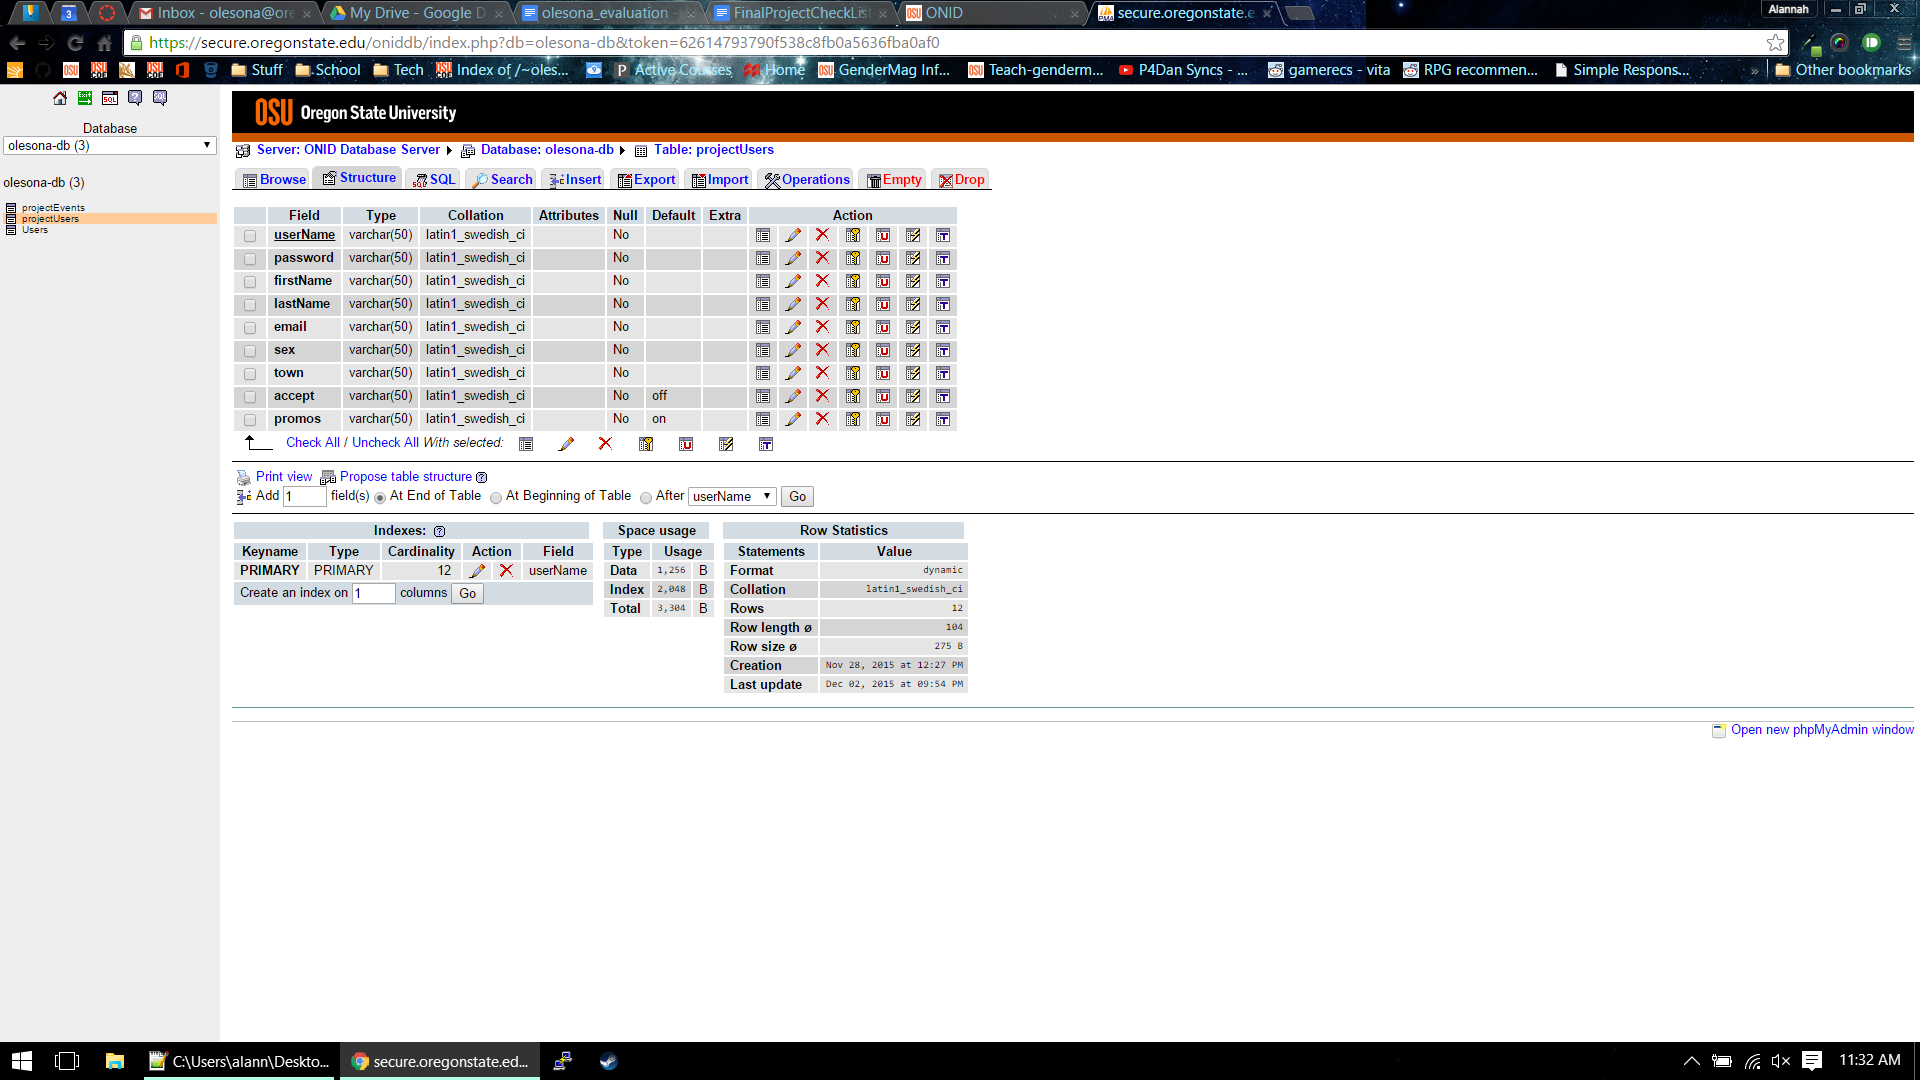 3
Inbox - olesona@ore
My Drive - Google D
olesona_evaluation
FinalProjectCheckLis
ONID
secure.oregonstate.e
Alannah
https://secure.oregonstate.edu/oniddb/index.php?db=olesona-db&token=62614793790f538c8fb0a5636fba0af0
Stuff
School
Tech
Index of /~oles...
Active Courses
Home
GenderMag Inf...
Teach-genderm...
P4Dan Syncs - ...
gamerecs - vita
RPG recommen...
Simple Respons...
»
Other bookmarks
Database
olesona-db (3)
olesona-db (3)
projectEvents
projectUsers
Users
OSU Oregon State University
Server: ONID Database Server Database: olesona-db Table: projectUsers
Browse Structure SQL Search Insert Export Import Operations Empty Drop
Field Type Collation Attributes Null Default Extra Action
userName varchar(50) latin1_swedish_ci No
password varchar(50) latin1_swedish_ci No
firstName varchar(50) latin1_swedish_ci No
lastName varchar(50) latin1_swedish_ci No
email varchar(50) latin1_swedish_ci No
sex varchar(50) latin1_swedish_ci No
town varchar(50) latin1_swedish_ci No
accept varchar(50) latin1_swedish_ci No off
promos varchar(50) latin1_swedish_ci No on
Check All / Uncheck All With selected:
Print view Propose table structure
Add 1 field(s) At End of Table At Beginning of Table After userName Go
Indexes:
Keyname Type Cardinality Action Field
PRIMARY PRIMARY 12 userName
Create an index on 1 columns Go
Space usage
Type Usage
Data 1,256 B
Index 2,048 B
Total 3,304 B
Row Statistics
Statements Value
Format dynamic
Collation latin1_swedish_ci
Rows 12
Row length ø 104
Row size ø 275 B
Creation Nov 28, 2015 at 12:27 PM
Last update Dec 02, 2015 at 09:54 PM
Open new phpMyAdmin window
C:\Users\alann\Deskto...
secure.oregonstate.ed...
11:32 AM